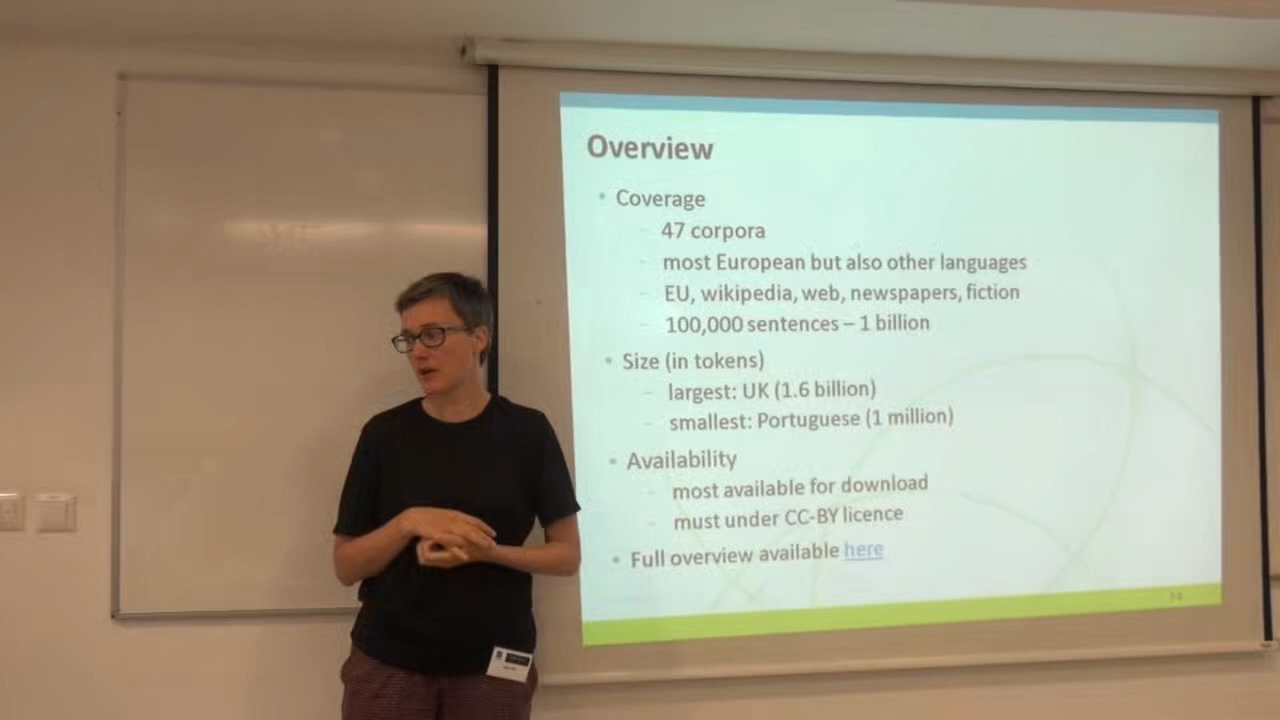 Overview
• Coverage
– 47 corpora
– most European but also other languages
– EU, wikipedia, web, newspapers, fiction
– 100,000 sentences – 1 billion
• Size (in tokens)
– largest: UK (1.6 billion)
– smallest: Portuguese (1 million)
• Availability
– most available for download
– must under CC-BY licence
• Full overview available here